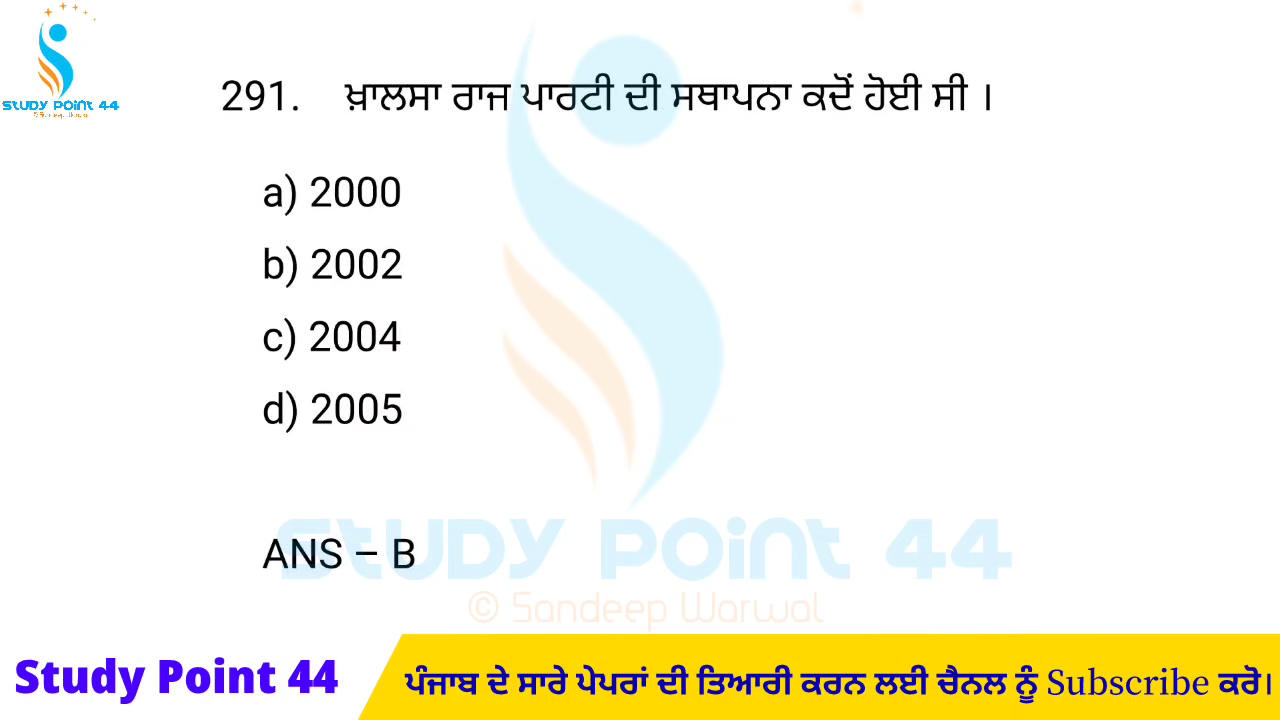 STUDY POINT 44
291. ਖ਼ਾਲਸਾ ਰਾਜ ਪਾਰਟੀ ਦੀ ਸਥਾਪਨਾ ਕਦੋਂ ਹੋਈ ਸੀ ।
a) 2000
b) 2002
c) 2004
d) 2005
ANS – B
STUDY POINT 44
© Sandeep Warwal
Study Point 44
ਪੰਜਾਬ ਦੇ ਸਾਰੇ ਪੇਪਰਾਂ ਦੀ ਤਿਆਰੀ ਕਰਨ ਲਈ ਚੈਨਲ ਨੂੰ Subscribe ਕਰੋ।